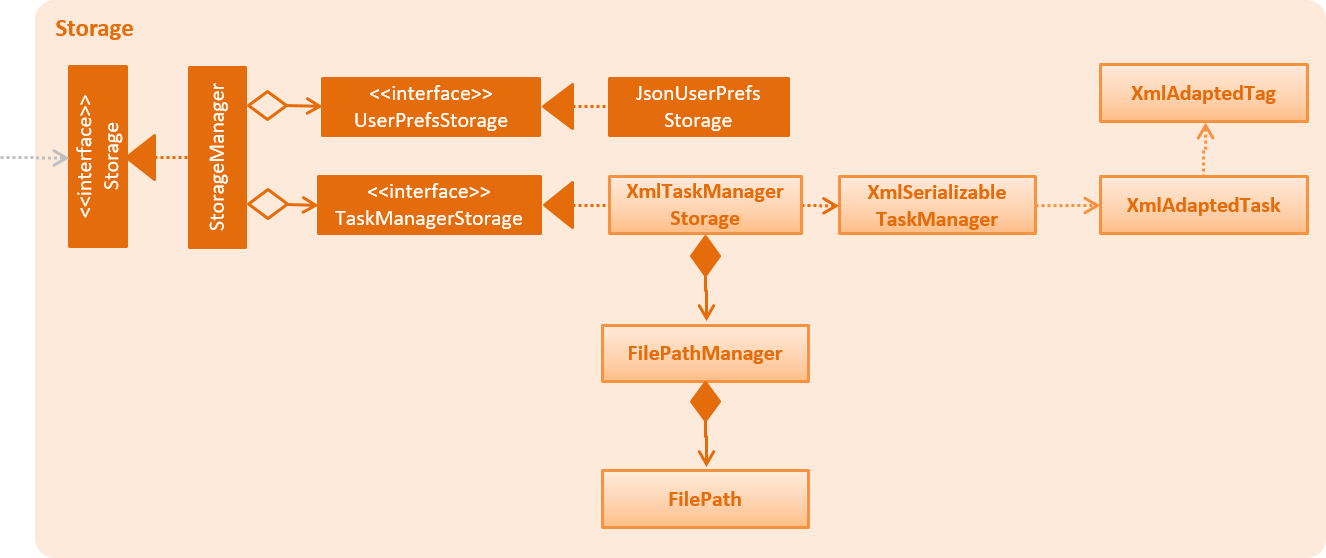 Storage
<<interface>>
Storage
StorageManager
<<interface>>
UserPrefsStorage
JsonUserPrefs
Storage
XmlAdaptedTag
<<interface>>
TaskManagerStorage
XmlTaskManager
Storage
XmlSerializable
TaskManager
XmlAdaptedTask
FilePathManager
FilePath